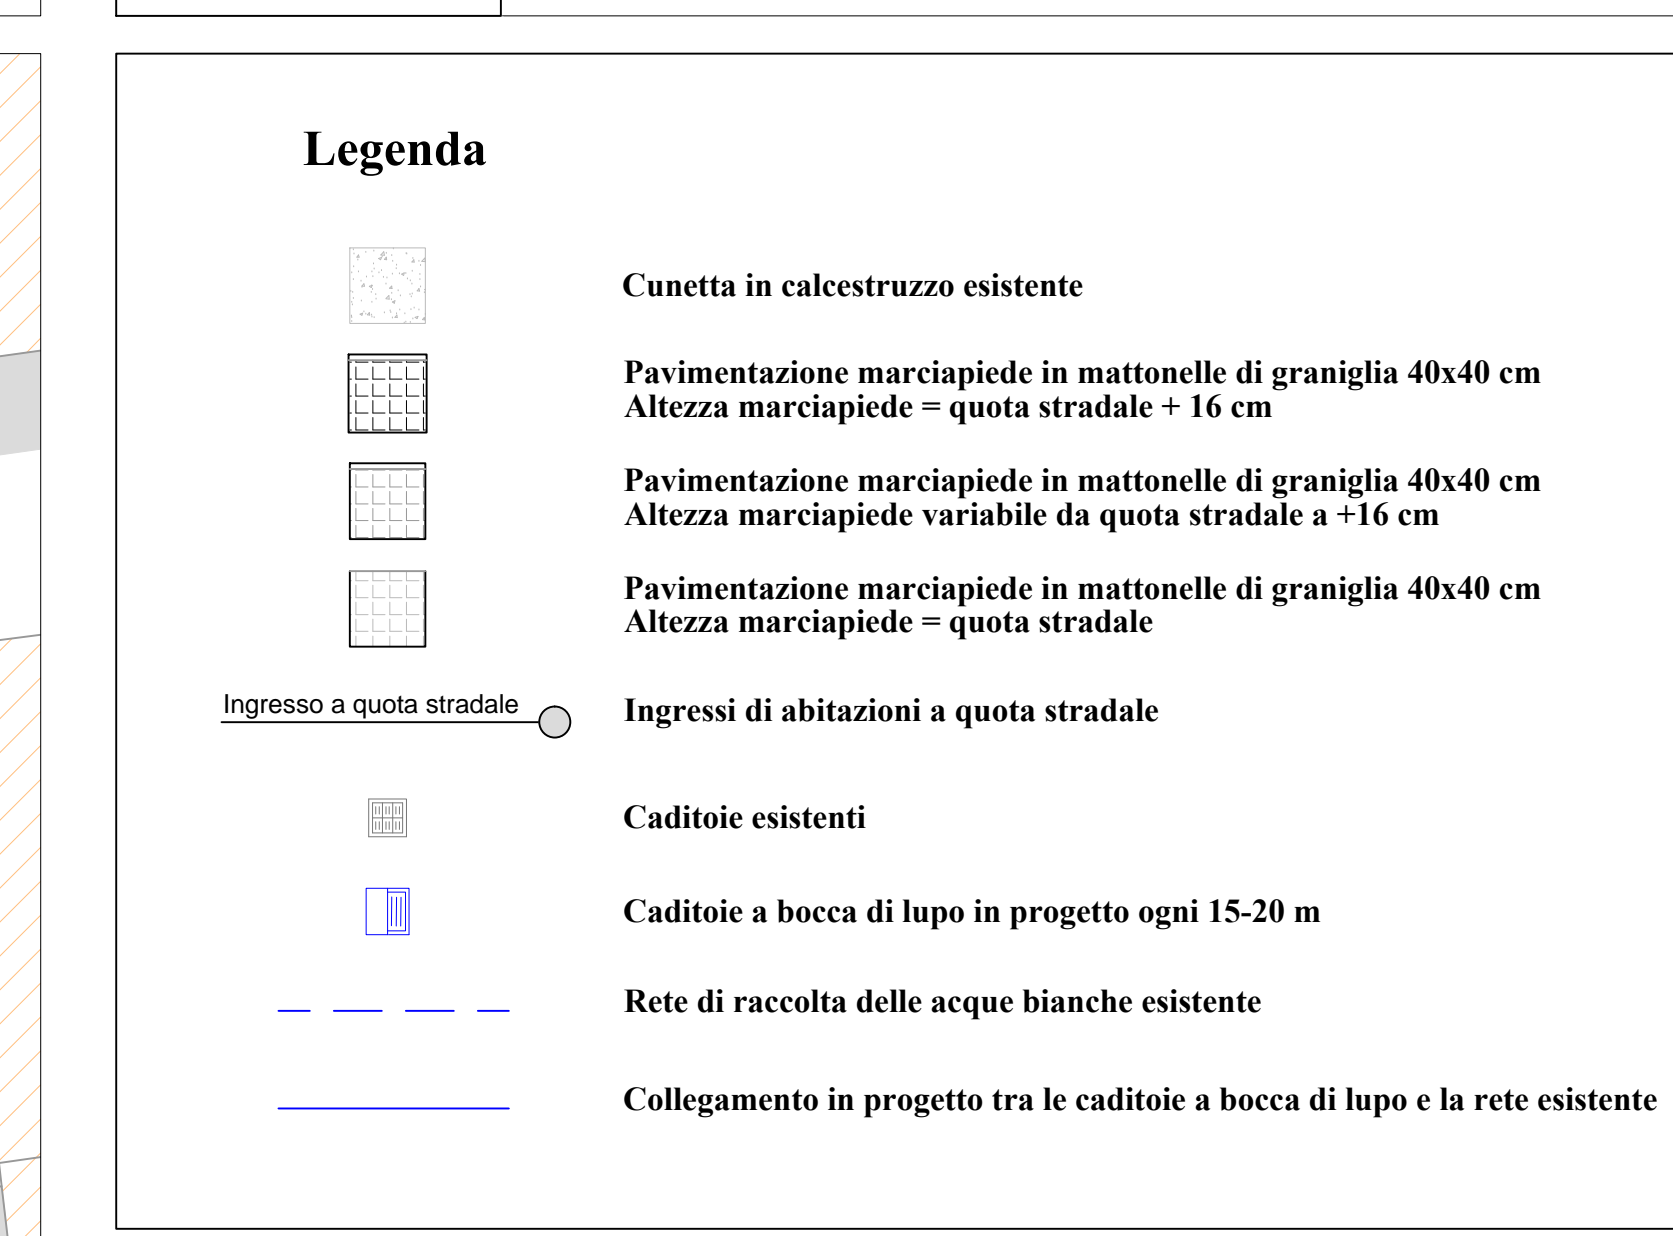 Legenda
Cunetta in calcestruzzo esistente
Pavimentazione marciapiede in mattonelle di graniglia 40x40 cm
Altezza marciapiede = quota stradale + 16 cm
Pavimentazione marciapiede in mattonelle di graniglia 40x40 cm
Altezza marciapiede variabile da quota stradale a +16 cm
Pavimentazione marciapiede in mattonelle di graniglia 40x40 cm
Altezza marciapiede = quota stradale
Ingresso a quota stradale
Ingressi di abitazioni a quota stradale
Caditoie esistenti
Caditoie a bocca di lupo in progetto ogni 15-20 m
Rete di raccolta delle acque bianche esistente
Collegamento in progetto tra le caditoie a bocca di lupo e la rete esistente